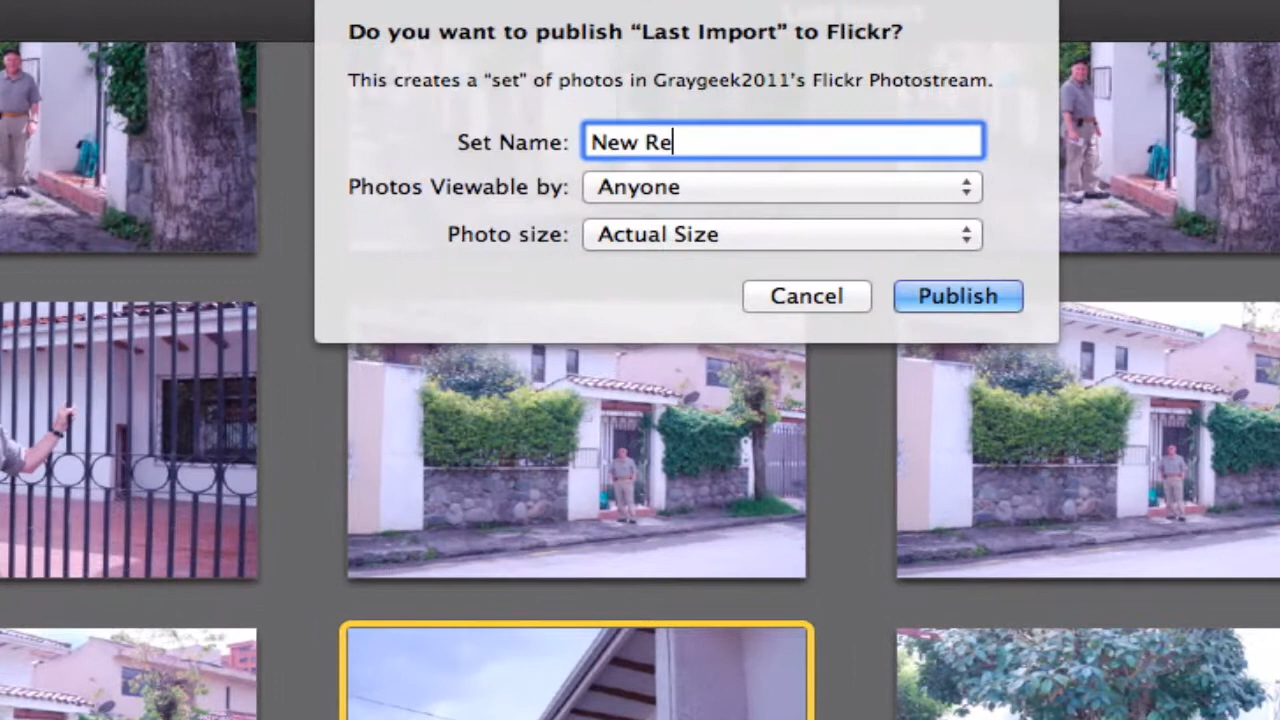 Do you want to publish “Last Import” to Flickr?
This creates a “set” of photos in Graygeek2011's Flickr Photostream.
Set Name: New Re
Photos Viewable by: Anyone
Photo size: Actual Size
Cancel Publish